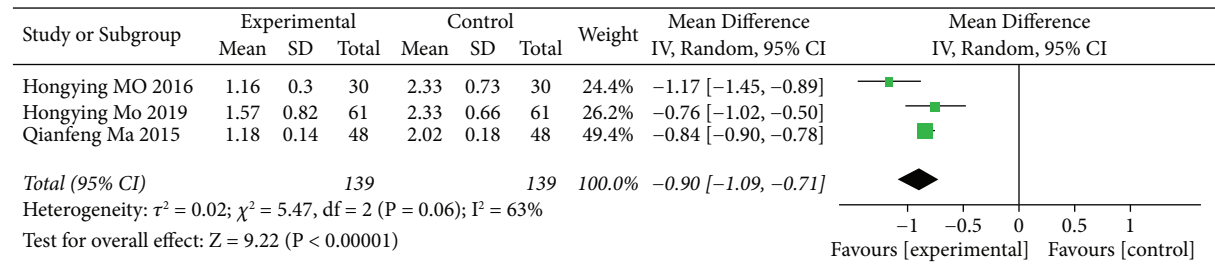 Study or Subgroup Experimental Control Weight Mean Difference Mean Difference
Mean SD Total Mean SD Total IV, Random, 95% CI IV, Random, 95% CI
Hongying MO 2016 1.16 0.3 30 2.33 0.73 30 24.4% −1.17 [−1.45, −0.89]
Hongying Mo 2019 1.57 0.82 61 2.33 0.66 61 26.2% −0.76 [−1.02, −0.50]
Qianfeng Ma 2015 1.18 0.14 48 2.02 0.18 48 49.4% −0.84 [−0.90, −0.78]
Total (95% CI) 139 139 100.0% −0.90 [−1.09, −0.71]
Heterogeneity: τ² = 0.02; χ² = 5.47, df = 2 (P = 0.06); I² = 63%
Test for overall effect: Z = 9.22 (P < 0.00001)
−1 −0.5 0 0.5 1
Favours [experimental] Favours [control]